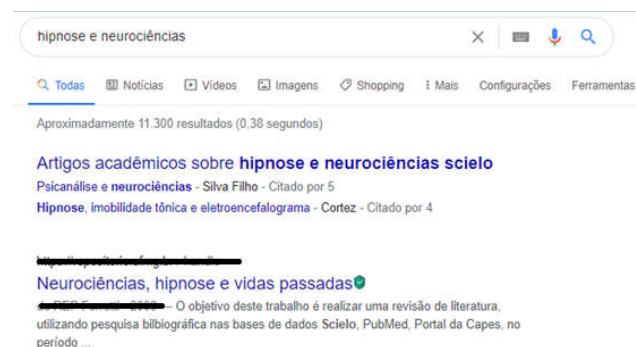 hipnose e neurociências
Todas Notícias Vídeos Imagens Shopping Mais Configurações Ferramentas
Aproximadamente 11.300 resultados (0,38 segundos)
Artigos acadêmicos sobre hipnose e neurociências scielo
Psicanálise e neurociências - Silva Filho - Citado por 5
Hipnose, imobilidade tônica e eletroencefalograma - Cortez - Citado por 4
Neurociências, hipnose e vidas passadas
— O objetivo deste trabalho é realizar uma revisão de literatura,
utilizando pesquisa bilbiográfica nas bases de dados Scielo, PubMed, Portal da Capes, no
período ...